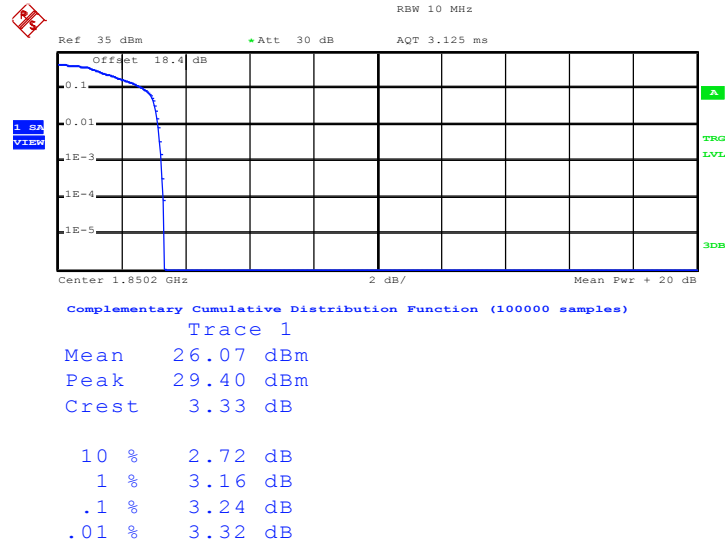 RBW 10 MHz
Ref 35 dBm *Att 30 dB AQT 3.125 ms
Offset 18.4 dB
0.1
A
0.01
1 SA
VIEW
TRG
LVL
1E-3
1E-4
1E-5
3DB
Center 1.8502 GHz 2 dB/ Mean Pwr + 20 dB
Complementary Cumulative Distribution Function (100000 samples)
Trace 1
Mean 26.07 dBm
Peak 29.40 dBm
Crest 3.33 dB
10 % 2.72 dB
1 % 3.16 dB
.1 % 3.24 dB
.01 % 3.32 dB